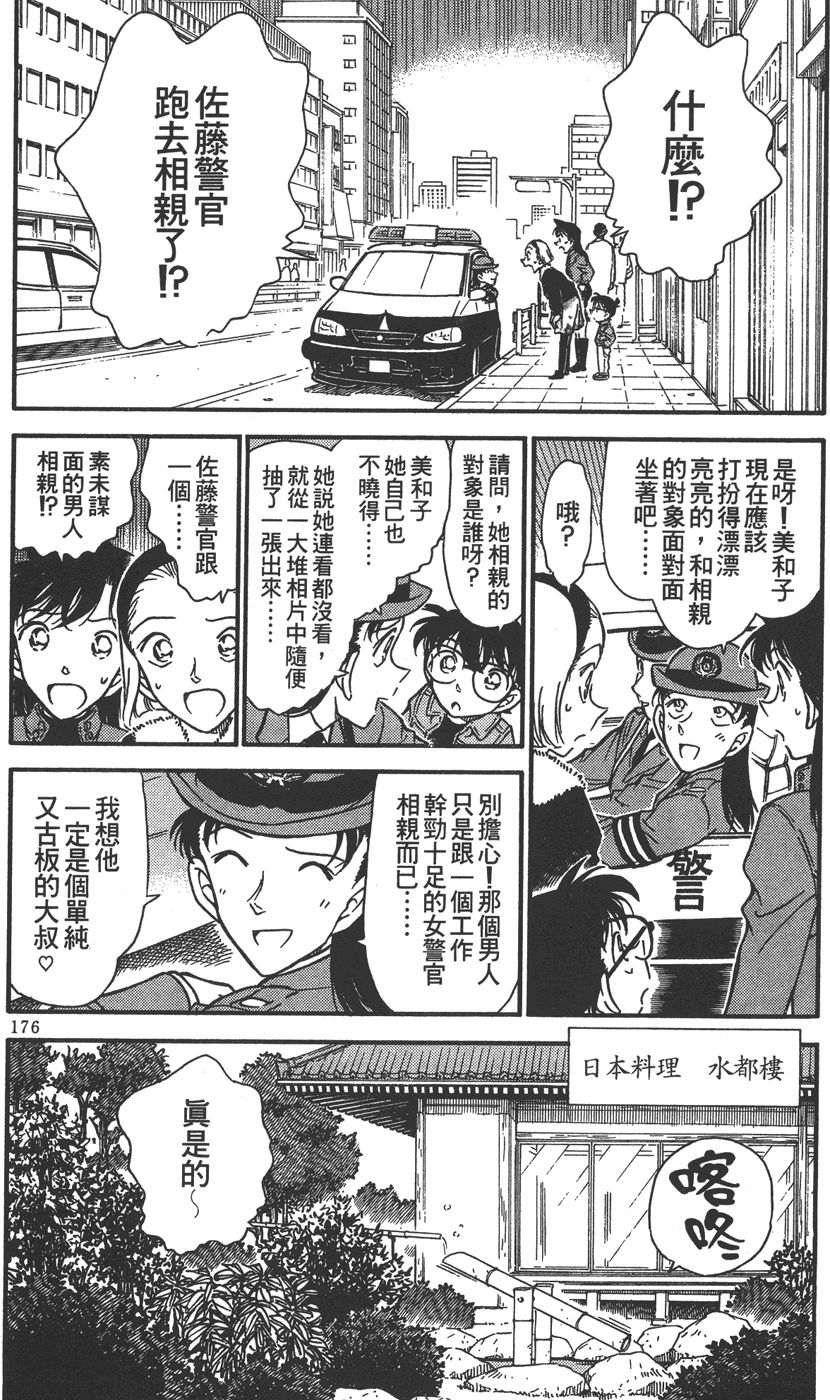 什麼!?
佐藤警官
跑去相親了!?
是呀!美和子
現在應該
打扮得漂漂
亮亮的，和相親
的對象面對面
坐著吧……
哦?
警
請問，她相親的
對象是誰呀?
美和子
她自己也
不曉得……
她說她連看都沒看，
就從一大堆相片中隨便
抽了一張出來……
佐藤警官跟
一個……
素未謀
面的男人
相親!?
別擔心!那個男人
只是跟一個工作
幹勁十足的女警官
相親而已……
我想他
一定是個單純
又古板的大叔♡
176
日本料理　水都樓
喀咚
眞是的~